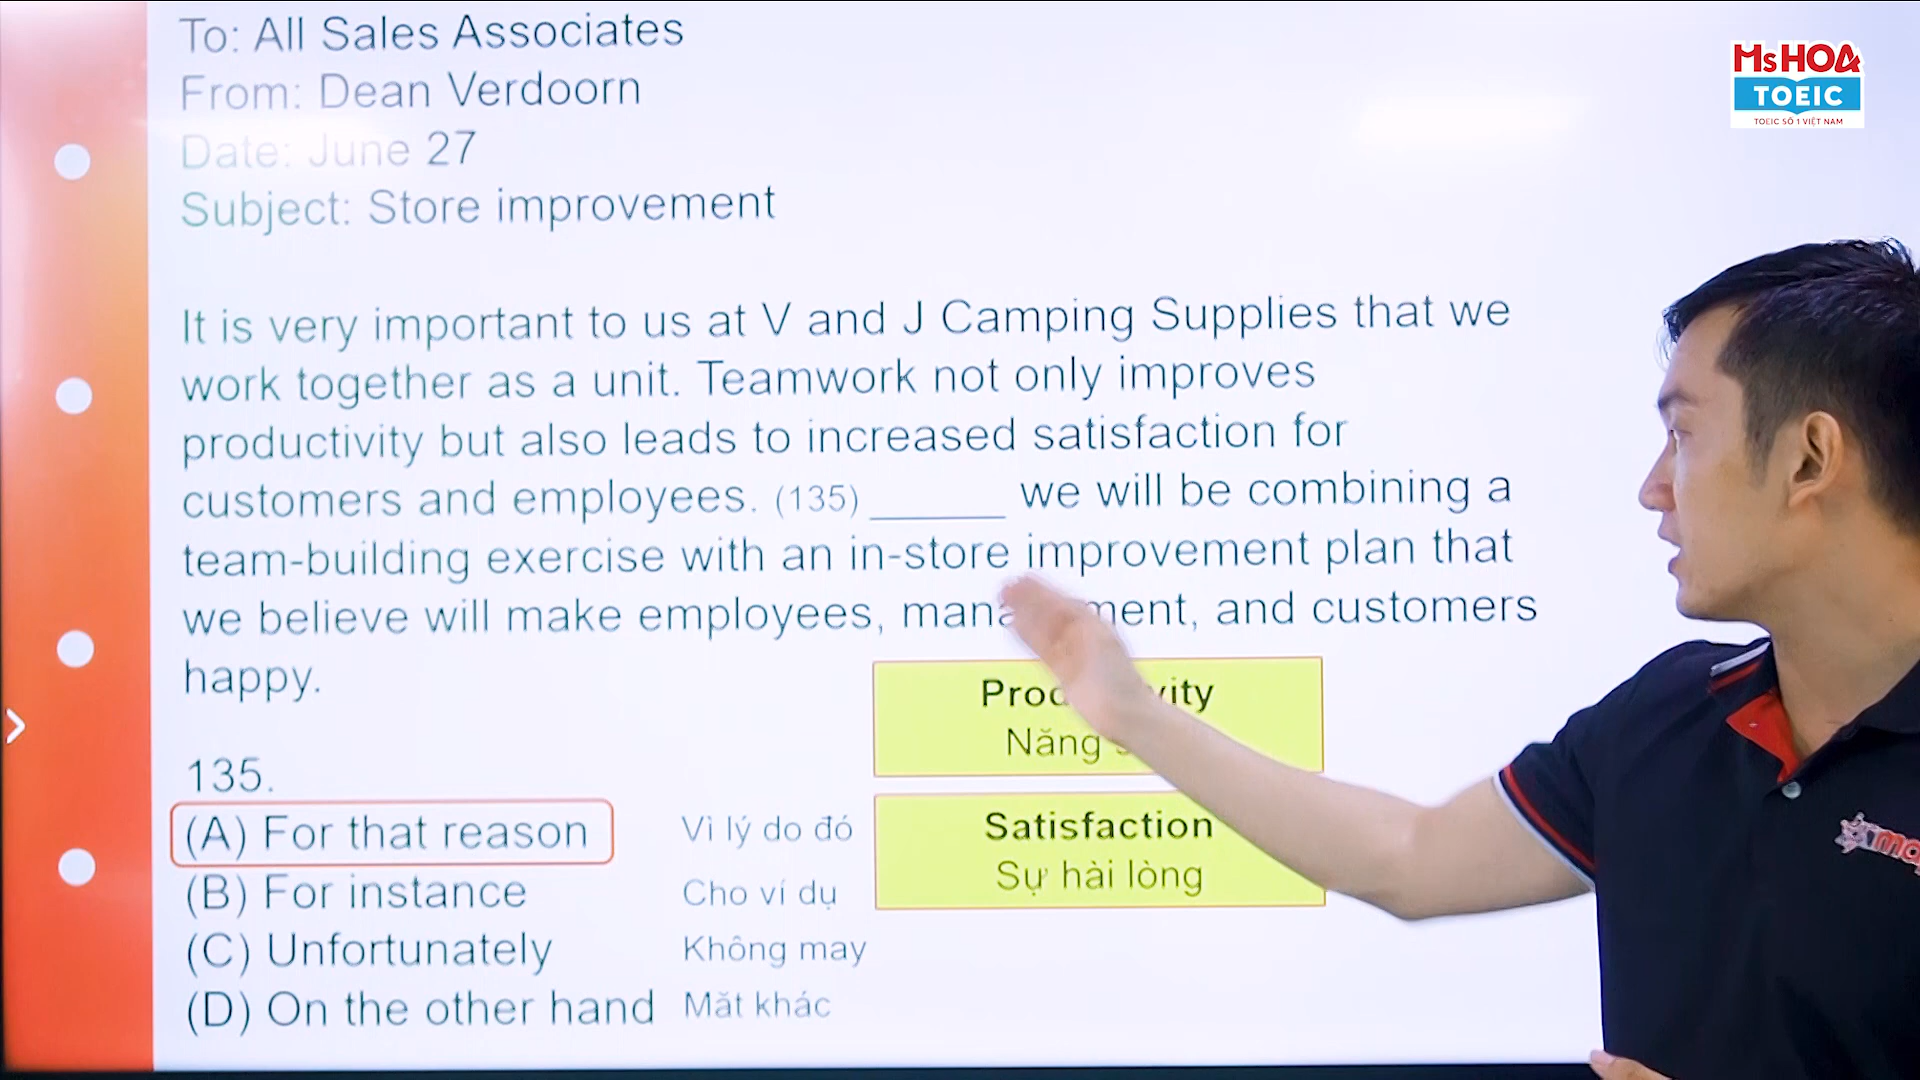 To: All Sales Associates
From: Dean Verdoorn
Date: June 27
Subject: Store improvement
It is very important to us at V and J Camping Supplies that we
work together as a unit. Teamwork not only improves
productivity but also leads to increased satisfaction for
customers and employees. (135) ______ we will be combining a
team-building exercise with an in-store improvement plan that
we believe will make employees, and customers
happy.
Năng
Satisfaction
Sự hài lòng
135.
(A) For that reason Vì lý do đó
(B) For instance Cho ví dụ
(C) Unfortunately Không may
(D) On the other hand Mặt khác
MsHOA
TOEIC
TOEIC SỐ 1 VIỆT NAM